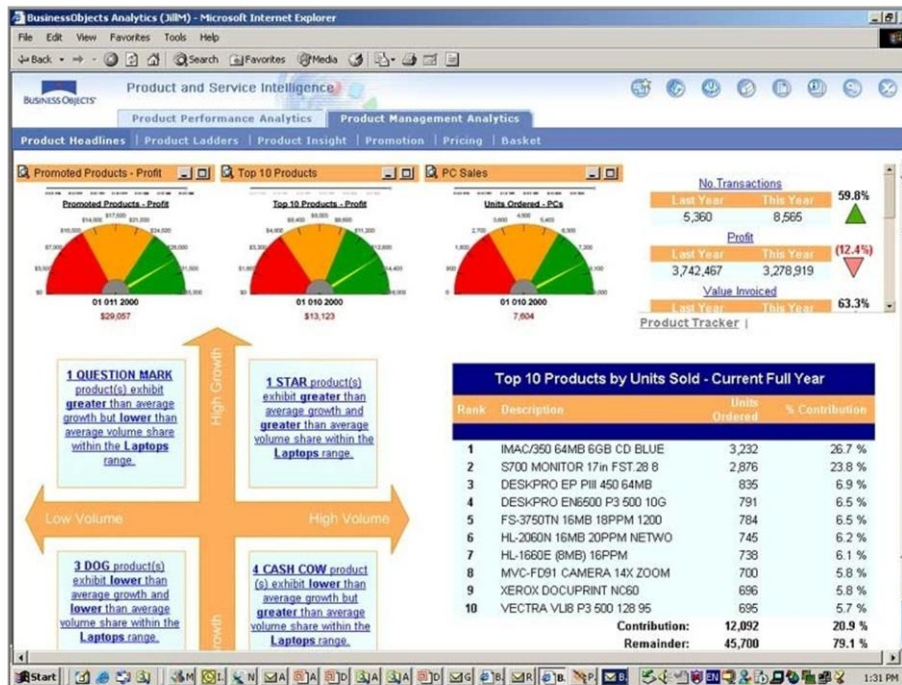 BusinessObjects Analytics (JillM) - Microsoft Internet Explorer
File Edit View Favorites Tools Help
Back Search Favorites Media
BUSINESS OBJECTS
Product and Service Intelligence
Product Performance Analytics Product Management Analytics
Product Headlines | Product Ladders | Product Insight | Promotion | Pricing | Basket
Promoted Products - Profit
Promoted Products - Profit
01 011 2000
$29,057
Top 10 Products
Top 10 Products - Profit
01 010 2000
$13,123
PC Sales
Units Ordered - PCs
01 010 2000
7,604
No.Transactions
Last Year This Year 59.8%
5,360 8,565
Profit
Last Year This Year (12.4%)
3,742,467 3,278,919
Value Invoiced
Last Year This Year 63.3%
Product Tracker |
High Growth
Low Volume High Volume
Growth
1 QUESTION MARK
product(s) exhibit
greater than average
growth but lower than
average volume share
within the Laptops
range.
1 STAR product(s)
exhibit greater than
average growth and
greater than average
volume share within the
Laptops range.
3 DOG product(s)
exhibit lower than
average growth and
lower than average
volume share within the
Laptops range.
4 CASH COW product
(s) exhibit lower than
average growth but
greater than average
volume share within the
Laptops range.
Top 10 Products by Units Sold - Current Full Year
Rank Description Units Ordered % Contribution
1 IMAC/350 64MB 6GB CD BLUE 3,232 26.7 %
2 S700 MONITOR 17in FST.28 8 2,876 23.8 %
3 DESKPRO EP PIII 450 64MB 835 6.9 %
4 DESKPRO EN6500 P3 500 10G 791 6.5 %
5 FS-3750TN 16MB 18PPM 1200 784 6.5 %
6 HL-2060N 16MB 20PPM NETWO 745 6.2 %
7 HL-1660E (8MB) 16PPM 738 6.1 %
8 MVC-FD91 CAMERA 14X ZOOM 700 5.8 %
9 XEROX DOCUPRINT NC60 696 5.8 %
10 VECTRA VLI8 P3 500 128 95 695 5.7 %
Contribution: 12,092 20.9 %
Remainder: 45,700 79.1 %
Start 1:31 PM